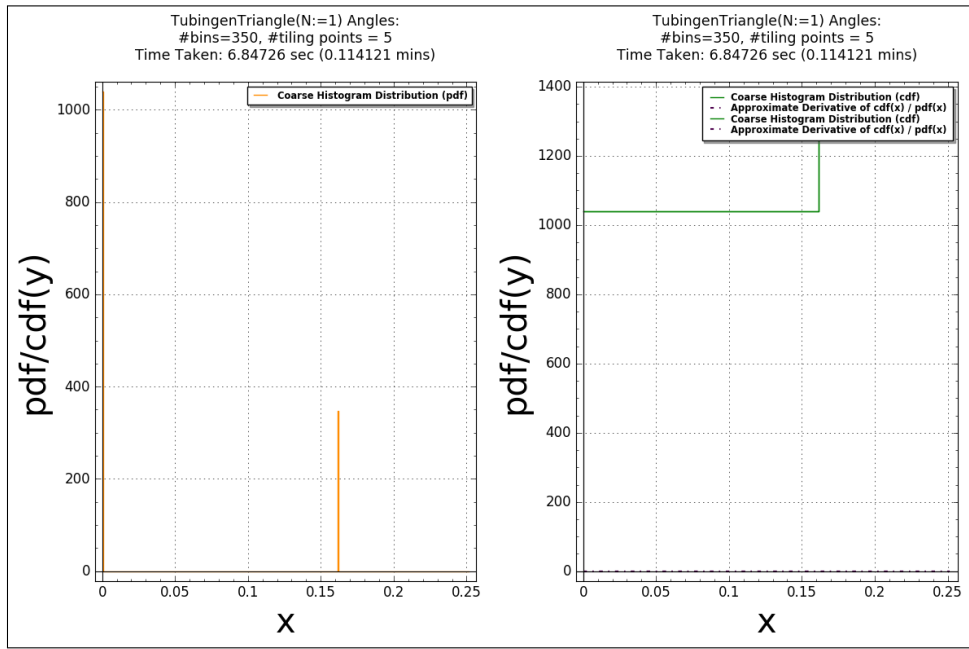 TubingenTriangle(N:=1) Angles:
#bins=350, #tiling points = 5
Time Taken: 6.84726 sec (0.114121 mins)
Coarse Histogram Distribution (pdf)
1000
800
600
400
200
0
pdf/cdf(y)
0
0.05
0.1
0.15
0.2
0.25
x
TubingenTriangle(N:=1) Angles:
#bins=350, #tiling points = 5
Time Taken: 6.84726 sec (0.114121 mins)
Coarse Histogram Distribution (cdf)
Approximate Derivative of cdf(x) / pdf(x)
Coarse Histogram Distribution (cdf)
Approximate Derivative of cdf(x) / pdf(x)
1400
1200
1000
800
600
400
200
0
pdf/cdf(y)
0
0.05
0.1
0.15
0.2
0.25
x